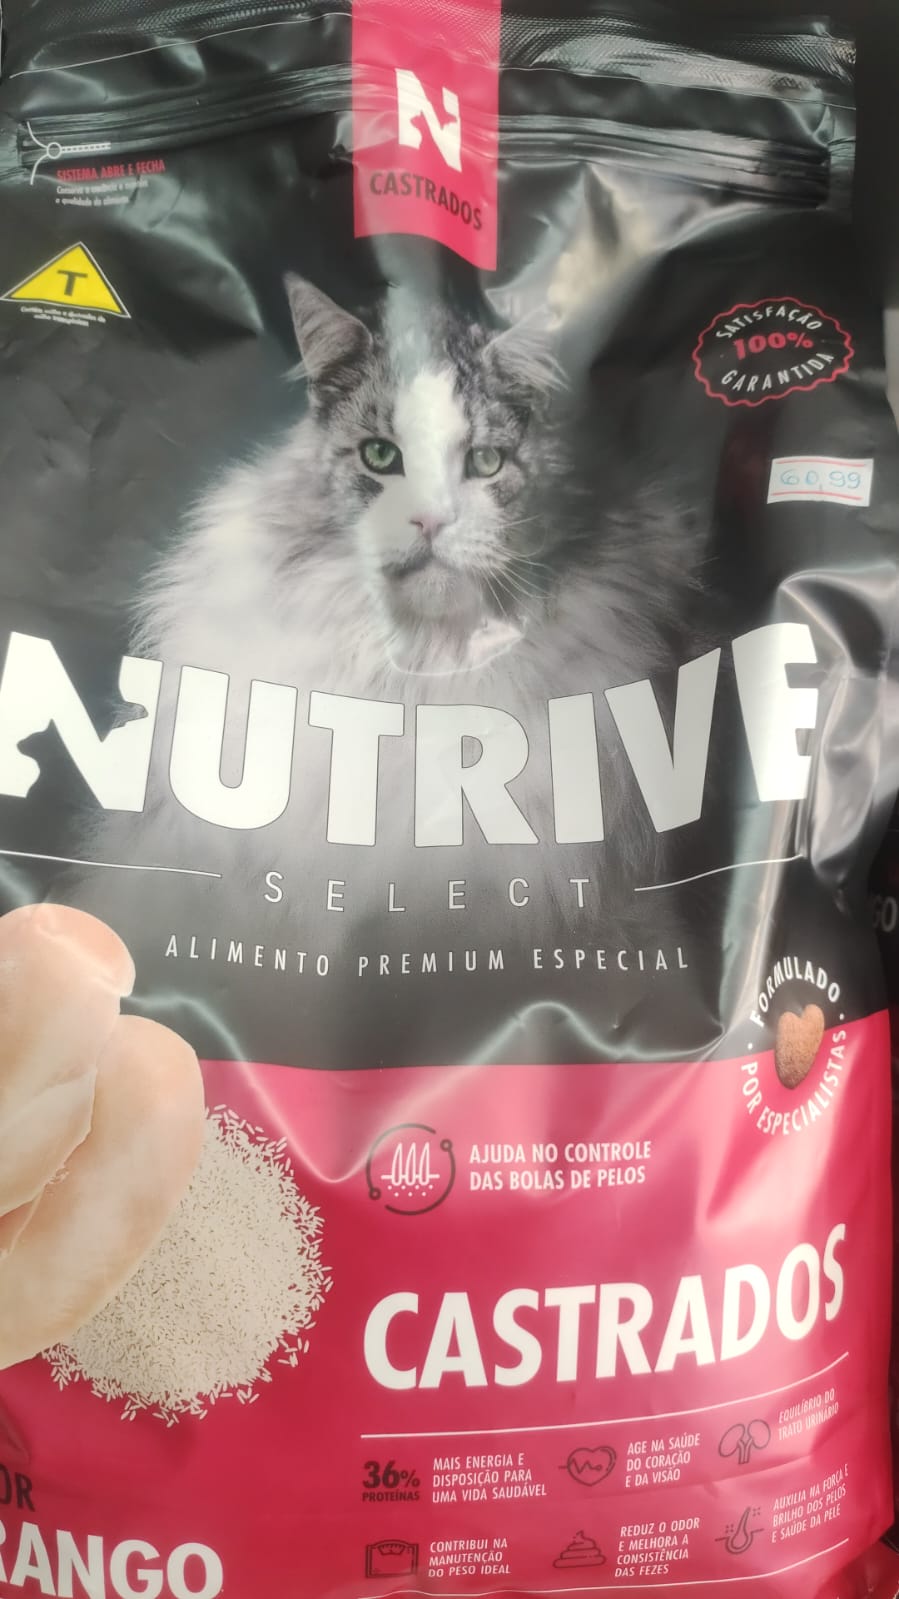 N
CASTRADOS
SISTEMA ABRE E FECHA
T
SATISFAÇÃO
100%
GARANTIDA
60,99
NUTRIVE
SELECT
ALIMENTO PREMIUM ESPECIAL
FORMULADO
POR ESPECIALISTAS
AJUDA NO CONTROLE
DAS BOLAS DE PELOS
CASTRADOS
36%
PROTEÍNAS
MAIS ENERGIA E
DISPOSIÇÃO PARA
UMA VIDA SAUDÁVEL
AGE NA SAÚDE
DO CORAÇÃO
E DA VISÃO
EQUILÍBRIO DO
TRATO URINÁRIO
CONTRIBUI NA
MANUTENÇÃO
DO PESO IDEAL
REDUZ O ODOR
E MELHORA A
CONSISTÊNCIA
DAS FEZES
AUXILIA NA FORÇA E
BRILHO DOS PELOS
E SAÚDE DA PELE
OR
RANGO
GO